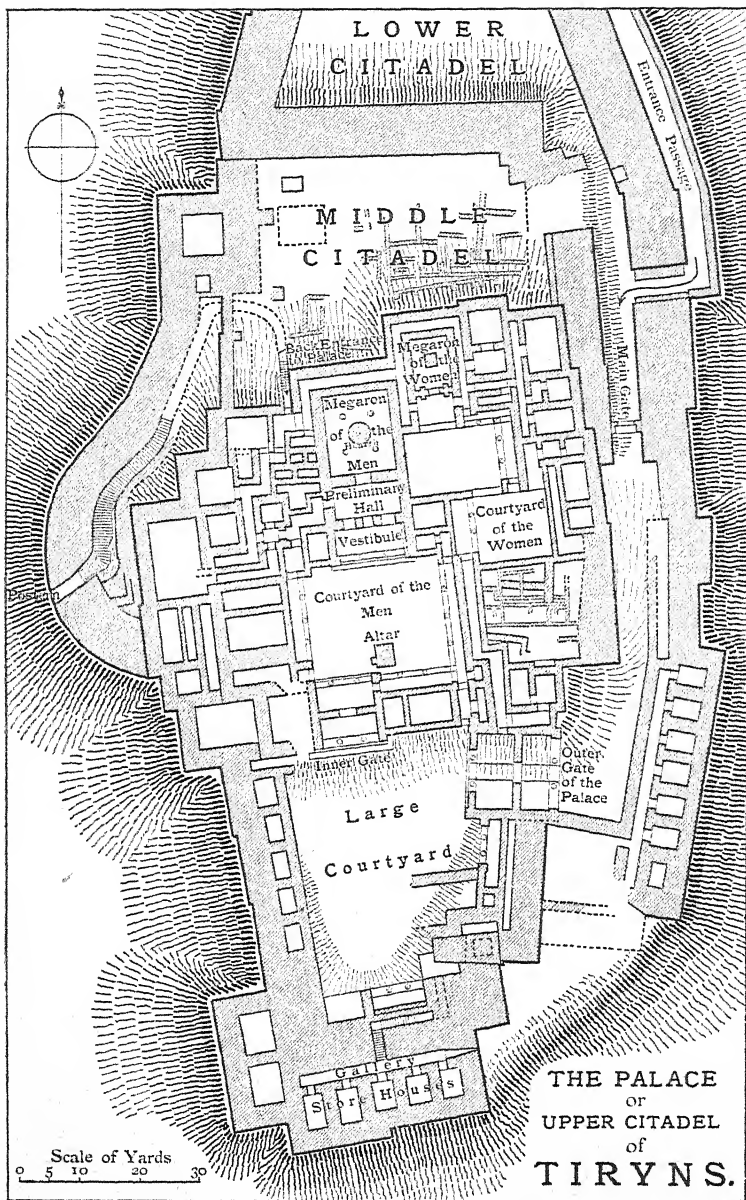 LOWER
CITADEL
Entrance Passage
MIDDLE
CITADEL
Back Entrance
to Palace
Megaron
of the
Women
Main Gate
Megaron
of the
Men
Preliminary
Hall
Vestibule
Courtyard
of the
Women
Courtyard of the
Men
Altar
Postern
Inner Gate
Outer
Gate
of the
Palace
Large
Courtyard
Gallery
Store Houses
THE PALACE
or
UPPER CITADEL
of
TIRYNS.
Scale of Yards
0 5 10 20 30